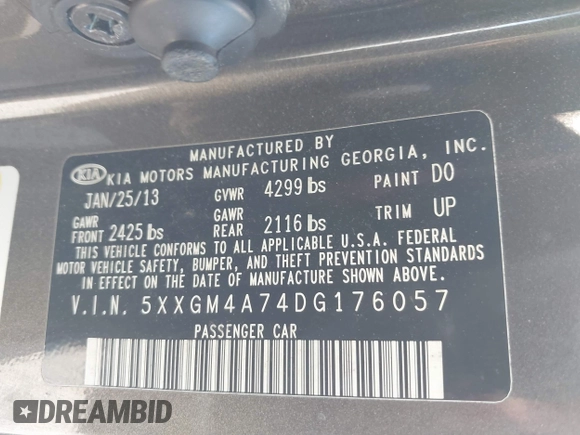 MANUFACTURED BY
KIA KIA MOTORS MANUFACTURING GEORGIA, INC.
JAN/25/13 GVWR 4299 lbs PAINT DO
GAWR FRONT 2425 lbs GAWR REAR 2116 lbs TRIM UP
THIS VEHICLE CONFORMS TO ALL APPLICABLE U.S.A. FEDERAL
MOTOR VEHICLE SAFETY, BUMPER, AND THEFT PREVENTION STANDARDS
IN EFFECT ON THE DATE OF MANUFACTURE SHOWN ABOVE.
V.I.N. 5XXGM4A74DG176057
PASSENGER CAR
DREAMBID